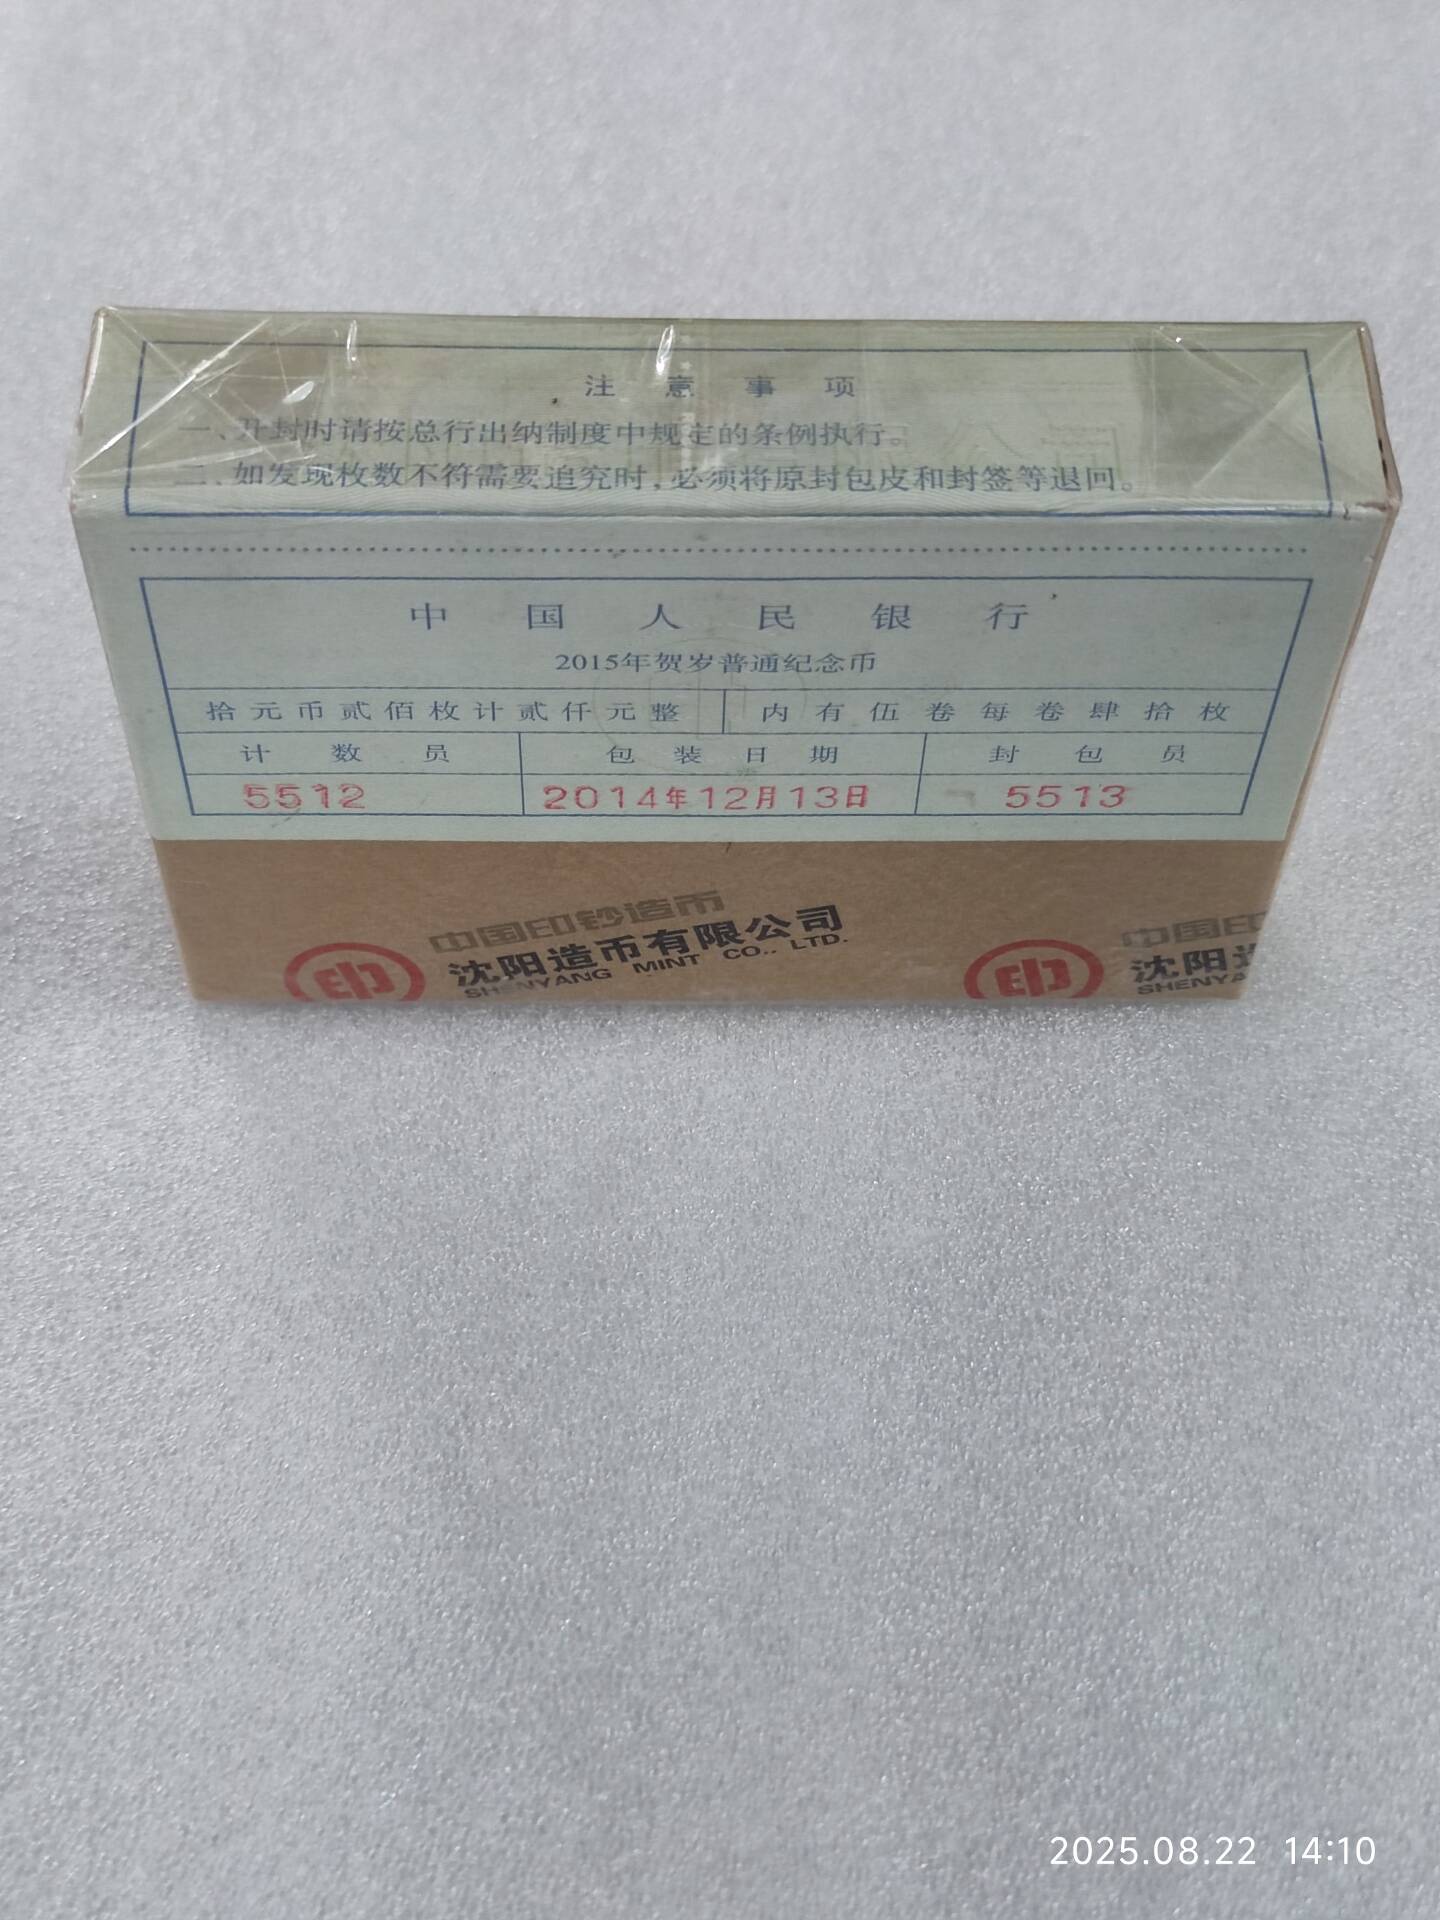 注意事项
一、开封时请按总行出纳制度中规定的条例执行。
二、如发现枚数不符需要追究时，必须将原封包皮和封签等退回。
中国人民银行
2015年贺岁普通纪念币
拾元币贰佰枚计贰仟元整 内有伍卷每卷肆拾枚
计数员 包装日期 封包员
5512 2014年12月13日 5513
中国印钞造币
沈阳造币有限公司
SHENYANG MINT CO., LTD.
中国印
沈阳造
SHENYA
2025.08.22 14:10